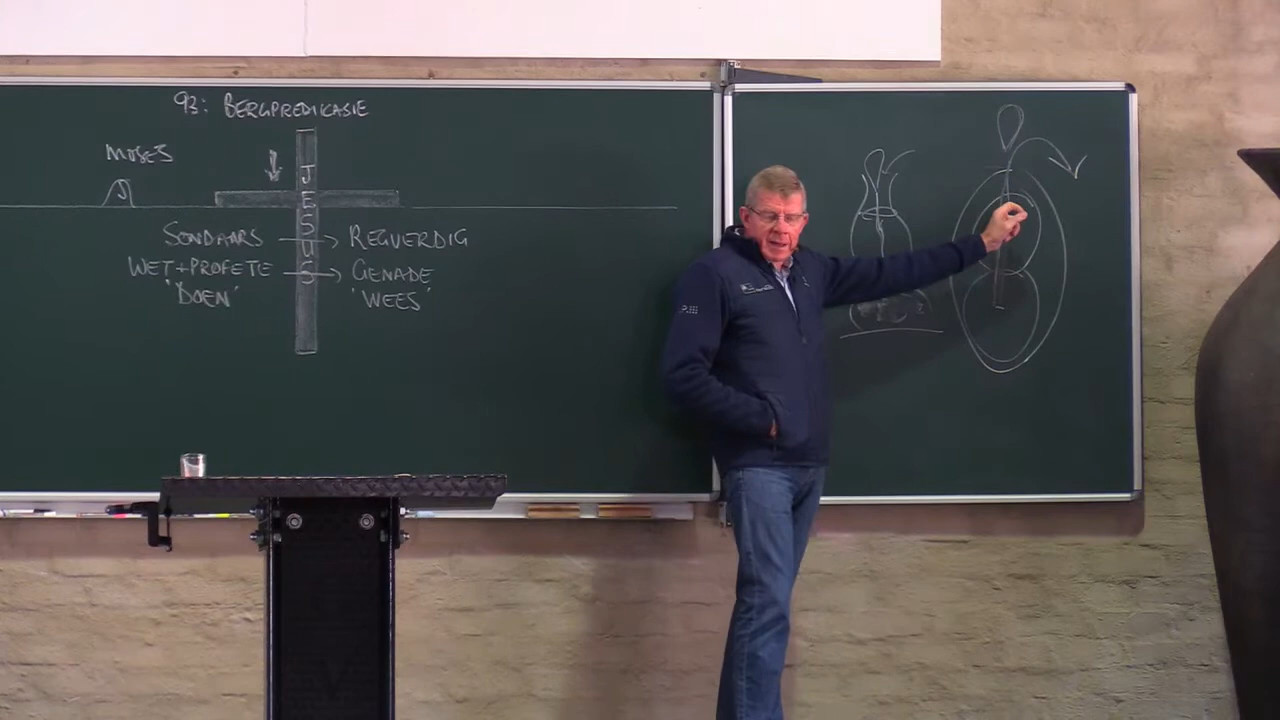 93: BERGPREDIKASIE
MOSES
JESUS
SONDAARS → REGVERDIG
WET+PROFETE → GENADE
'DOEN' 'WEES'